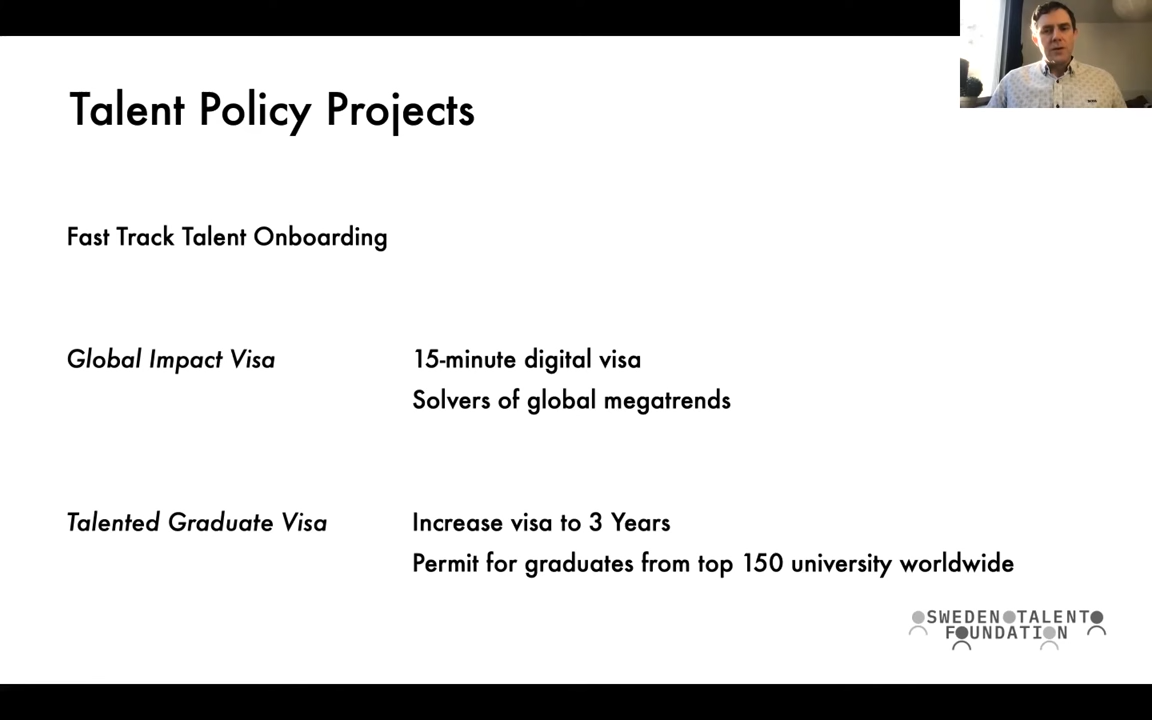 Talent Policy Projects
Fast Track Talent Onboarding
Global Impact Visa
15-minute digital visa
Solvers of global megatrends
Talented Graduate Visa
Increase visa to 3 Years
Permit for graduates from top 150 university worldwide
SWEDEN TALENT
FOUNDATION